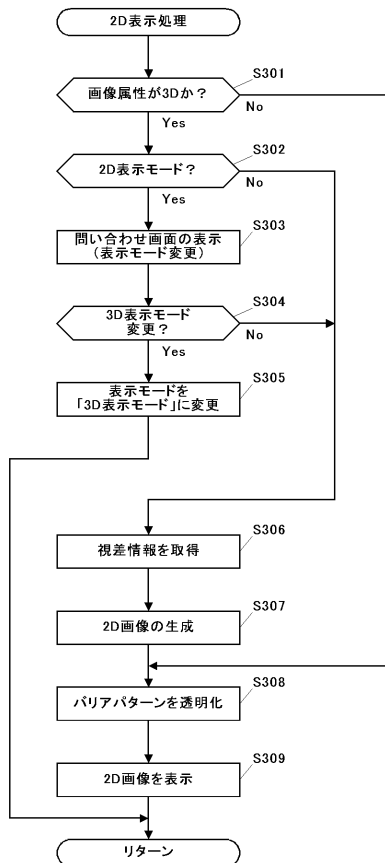 2D表示処理
S301
画像属性が3Dか？
No
Yes
S302
2D表示モード？
No
Yes
S303
問い合わせ画面の表示
（表示モード変更）
S304
3D表示モード
変更？
No
Yes
S305
表示モードを
「3D表示モード」に変更
S306
視差情報を取得
S307
2D画像の生成
S308
バリアパターンを透明化
S309
2D画像を表示
リターン